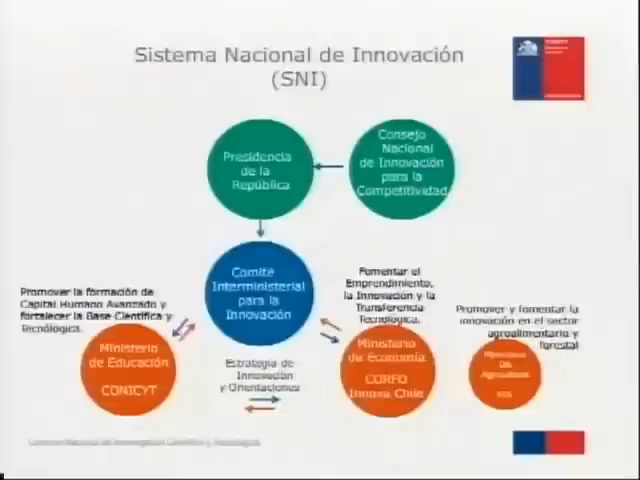 Sistema Nacional de Innovación
(SNI)
Presidencia
de la
República
Consejo
Nacional
de Innovación
para la
Competitividad
Comité
Interministerial
para la
Innovación
Promover la formación de
Capital Humano Avanzado y
fortalecer la Base Científica y
Tecnológica.
Fomentar el
Emprendimiento,
la Innovación y la
Transferencia
Tecnológica.
Promover y fomentar la
innovación en el sector
agroalimentario y
forestal
Ministerio
de Educación
CONICYT
Estrategia de
Innovación
y Orientaciones
Ministerio
de Economía
CORFO
Innova Chile
Ministerio
De
Agricultura